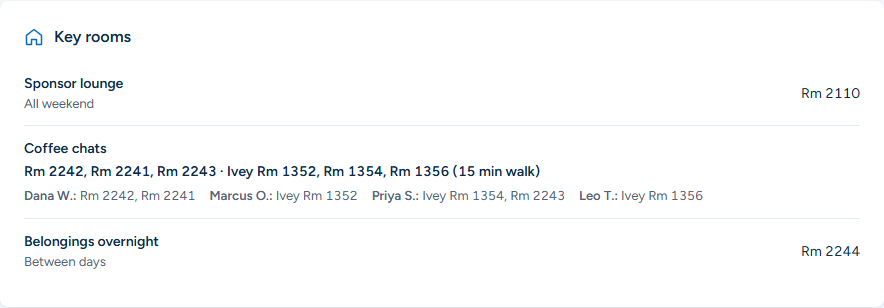 Key rooms
Sponsor lounge
All weekend
Rm 2110
Coffee chats
Rm 2242, Rm 2241, Rm 2243 · Ivey Rm 1352, Rm 1354, Rm 1356 (15 min walk)
Dana W.: Rm 2242, Rm 2241 Marcus O.: Ivey Rm 1352 Priya S.: Ivey Rm 1354, Rm 2243 Leo T.: Ivey Rm 1356
Belongings overnight
Between days
Rm 2244